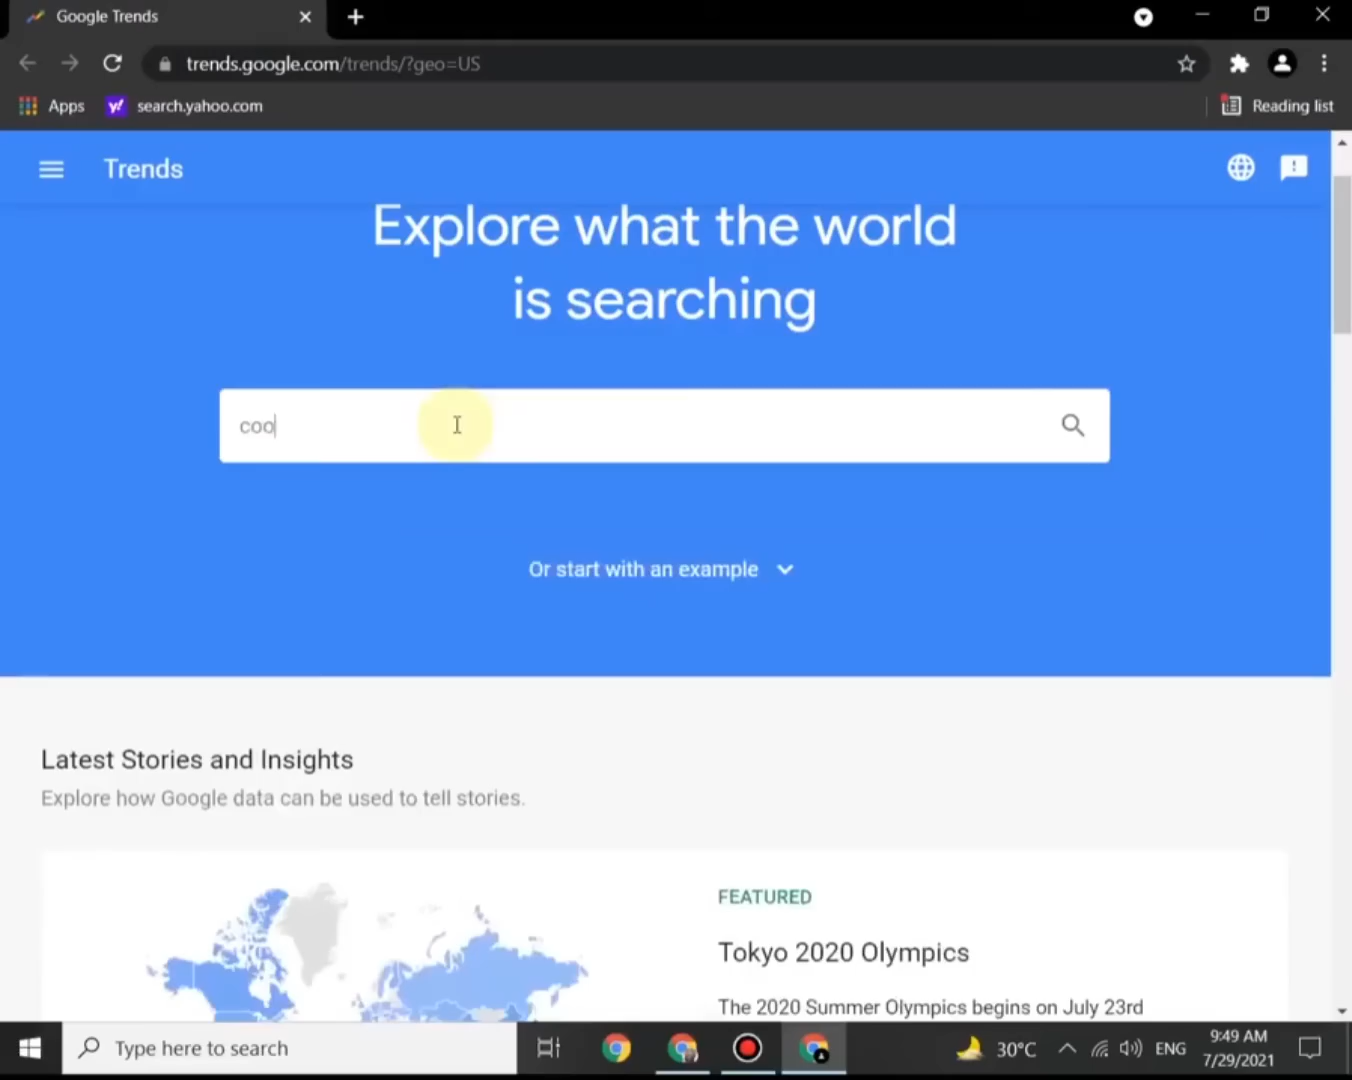 Google Trends
trends.google.com/trends/?geo=US
Apps
y!
search.yahoo.com
Reading list
Trends
Explore what the world
is searching
coo
Or start with an example
Latest Stories and Insights
Explore how Google data can be used to tell stories.
FEATURED
Tokyo 2020 Olympics
The 2020 Summer Olympics begins on July 23rd
Type here to search
30°C
ENG
9:49 AM
7/29/2021